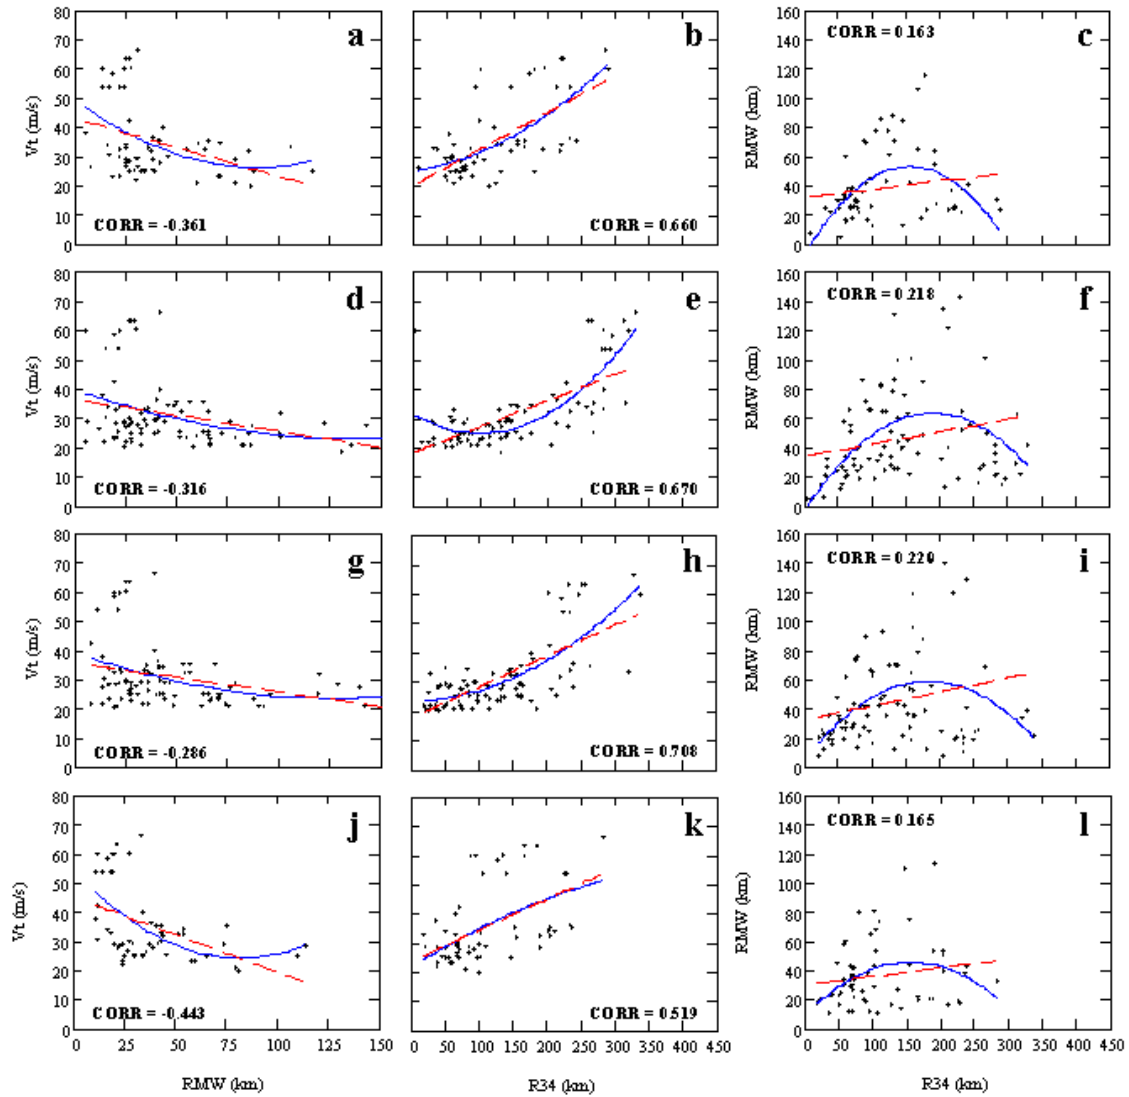 a
b
c
CORR = 0.163
Vt (m/s)
RMW (km)
80
70
60
50
40
30
20
10
0
160
140
120
100
80
60
40
20
0
CORR = -0.361
CORR = 0.660
d
e
f
CORR = 0.218
Vt (m/s)
RMW (km)
80
70
60
50
40
30
20
10
0
160
140
120
100
80
60
40
20
0
CORR = -0.316
CORR = 0.670
g
h
i
CORR = 0.220
Vt (m/s)
RMW (km)
80
70
60
50
40
30
20
10
0
160
140
120
100
80
60
40
20
0
CORR = -0.286
CORR = 0.708
j
k
l
CORR = 0.165
Vt (m/s)
RMW (km)
80
70
60
50
40
30
20
10
0
160
140
120
100
80
60
40
20
0
CORR = -0.443
CORR = 0.519
0 25 50 75 100 125 150
0 50 100 150 200 250 300 350 400 450
0 50 100 150 200 250 300 350 400 450
RMW (km)
R34 (km)
R34 (km)